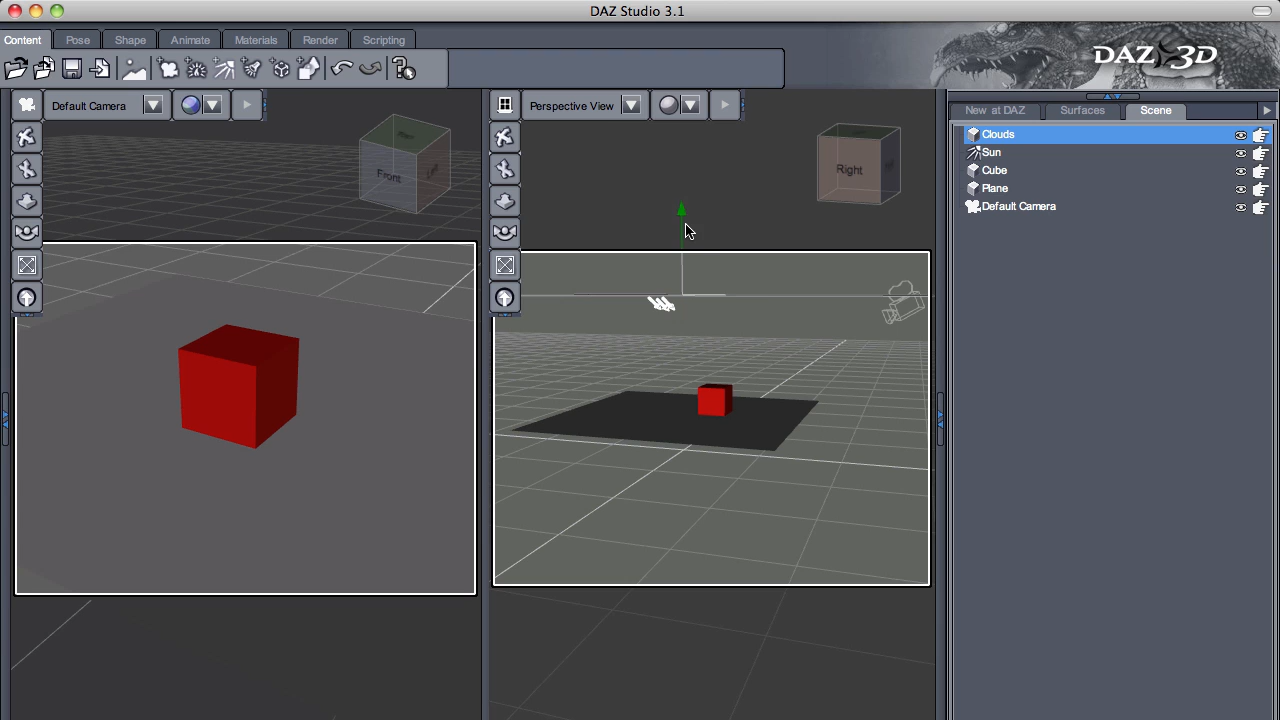 DAZ Studio 3.1
Content Pose Shape Animate Materials Render Scripting
DAZ 3D
Default Camera
Perspective View
Front
Right
New at DAZ Surfaces Scene
Clouds
Sun
Cube
Plane
Default Camera